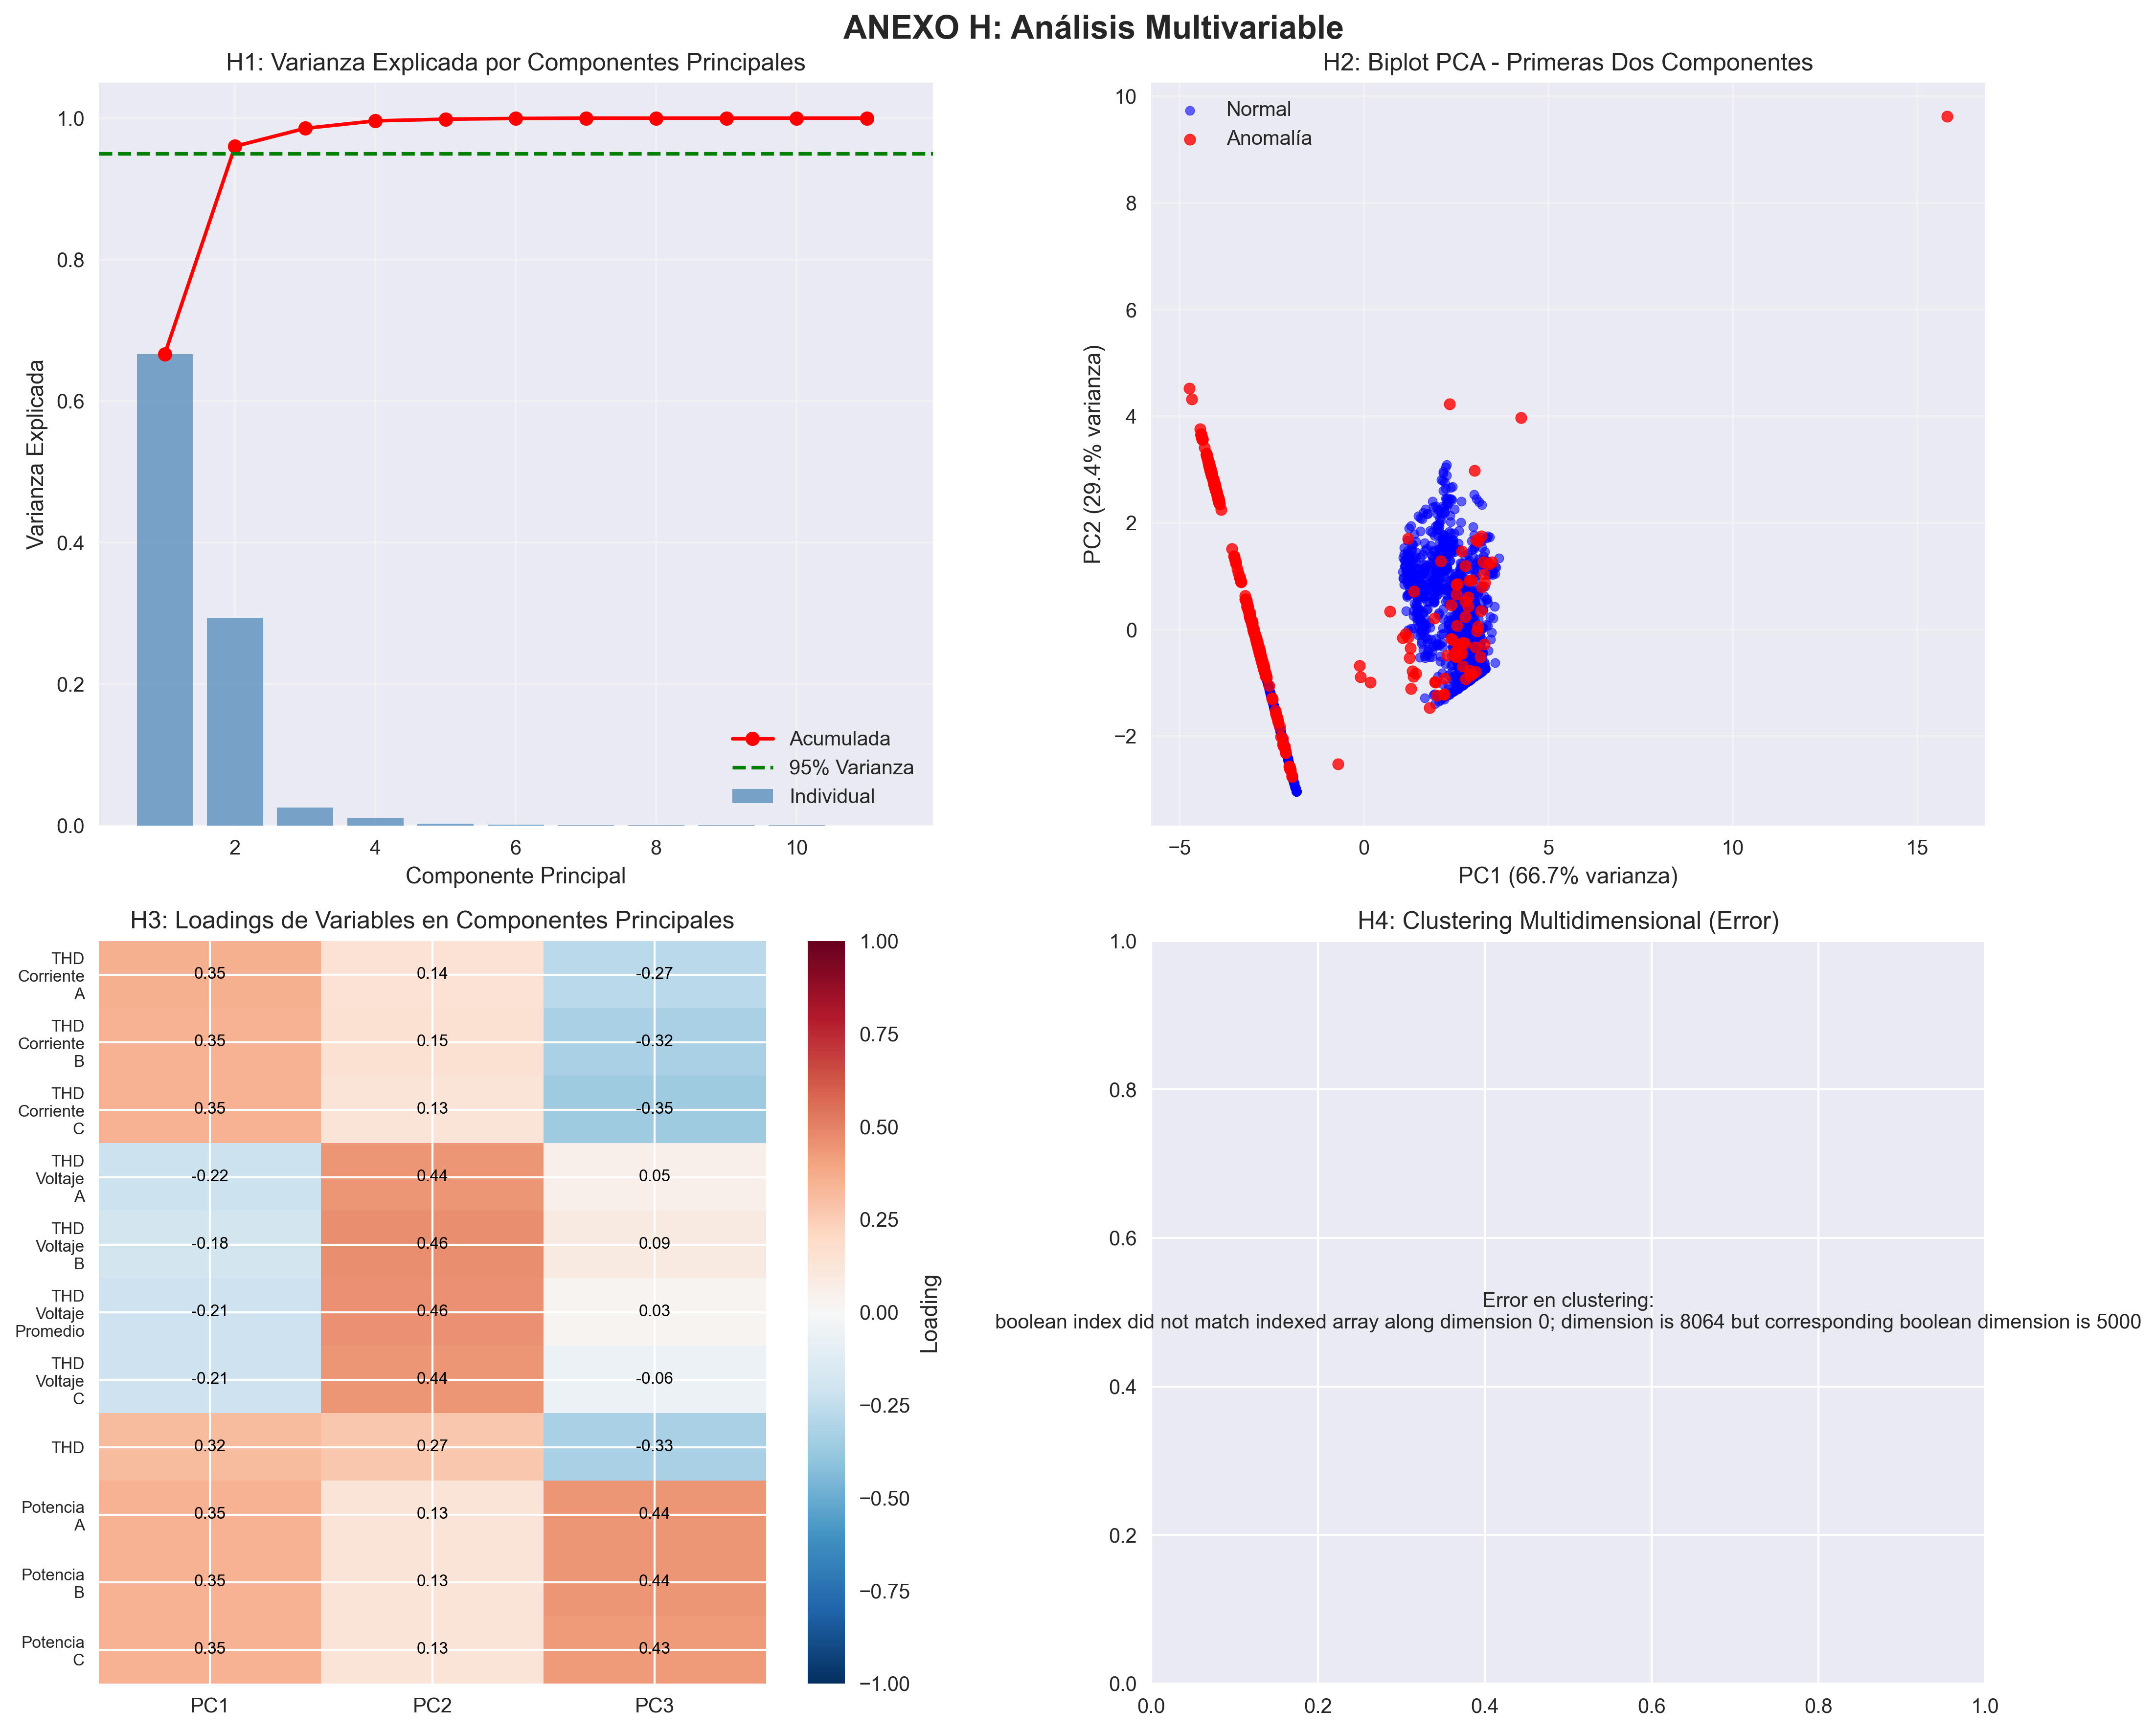 ANEXO H: Análisis Multivariable
H1: Varianza Explicada por Componentes Principales
1.0
0.8
0.6
0.4
0.2
0.0
Varianza Explicada
Acumulada
95% Varianza
Individual
2
4
6
8
10
Componente Principal
H2: Biplot PCA - Primeras Dos Componentes
10
8
6
4
2
0
−2
PC2 (29.4% varianza)
Normal
Anomalía
−5
0
5
10
15
PC1 (66.7% varianza)
H3: Loadings de Variables en Componentes Principales
THD
Corriente
A
0.35
0.14
-0.27
THD
Corriente
B
0.35
0.15
-0.32
THD
Corriente
C
0.35
0.13
-0.35
THD
Voltaje
A
-0.22
0.44
0.05
THD
Voltaje
B
-0.18
0.46
0.09
THD
Voltaje
Promedio
-0.21
0.46
0.03
THD
Voltaje
C
-0.21
0.44
-0.06
THD
0.32
0.27
-0.33
Potencia
A
0.35
0.13
0.44
Potencia
B
0.35
0.13
0.44
Potencia
C
0.35
0.13
0.43
PC1
PC2
PC3
1.00
0.75
0.50
0.25
0.00
−0.25
−0.50
−0.75
−1.00
Loading
H4: Clustering Multidimensional (Error)
1.0
0.8
0.6
0.4
0.2
0.0
Error en clustering:
boolean index did not match indexed array along dimension 0; dimension is 8064 but corresponding boolean dimension is 5000
0.0
0.2
0.4
0.6
0.8
1.0